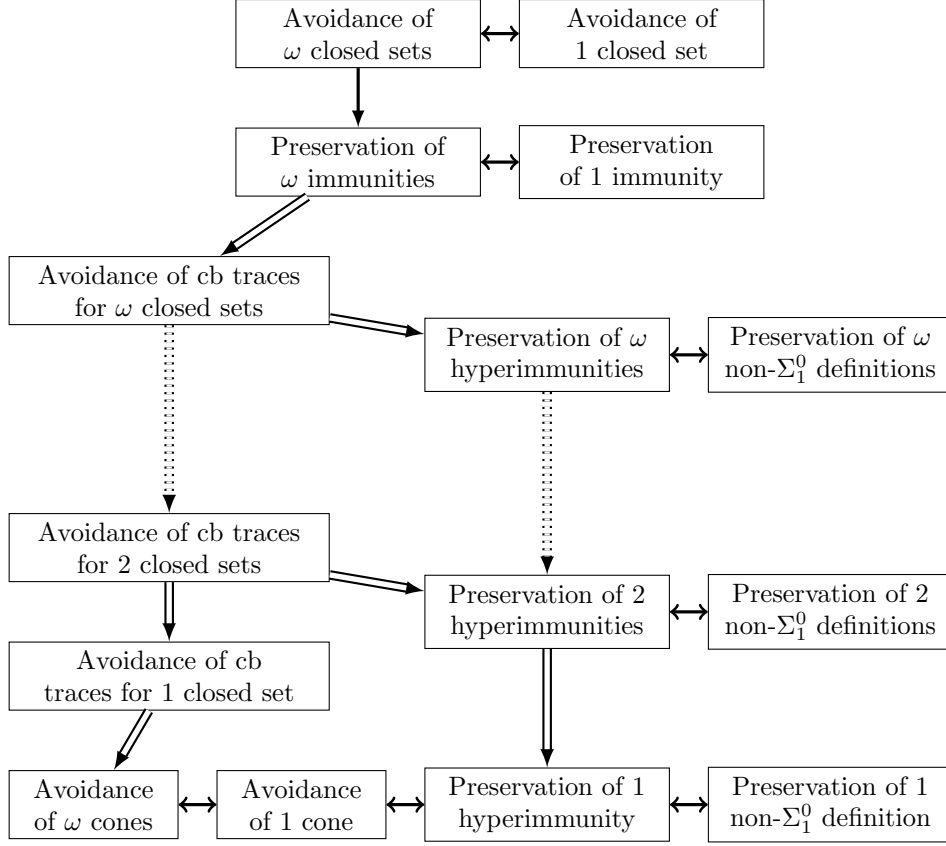 Avoidance of
ω closed sets
Avoidance of
1 closed set
Preservation of
ω immunities
Preservation
of 1 immunity
Avoidance of cb traces
for ω closed sets
Preservation of ω
hyperimmunities
Preservation of ω
non-Σ⁰₁ definitions
Avoidance of cb traces
for 2 closed sets
Preservation of 2
hyperimmunities
Preservation of 2
non-Σ⁰₁ definitions
Avoidance of cb
traces for 1 closed set
Avoidance
of ω cones
Avoidance
of 1 cone
Preservation of 1
hyperimmunity
Preservation of 1
non-Σ⁰₁ definition